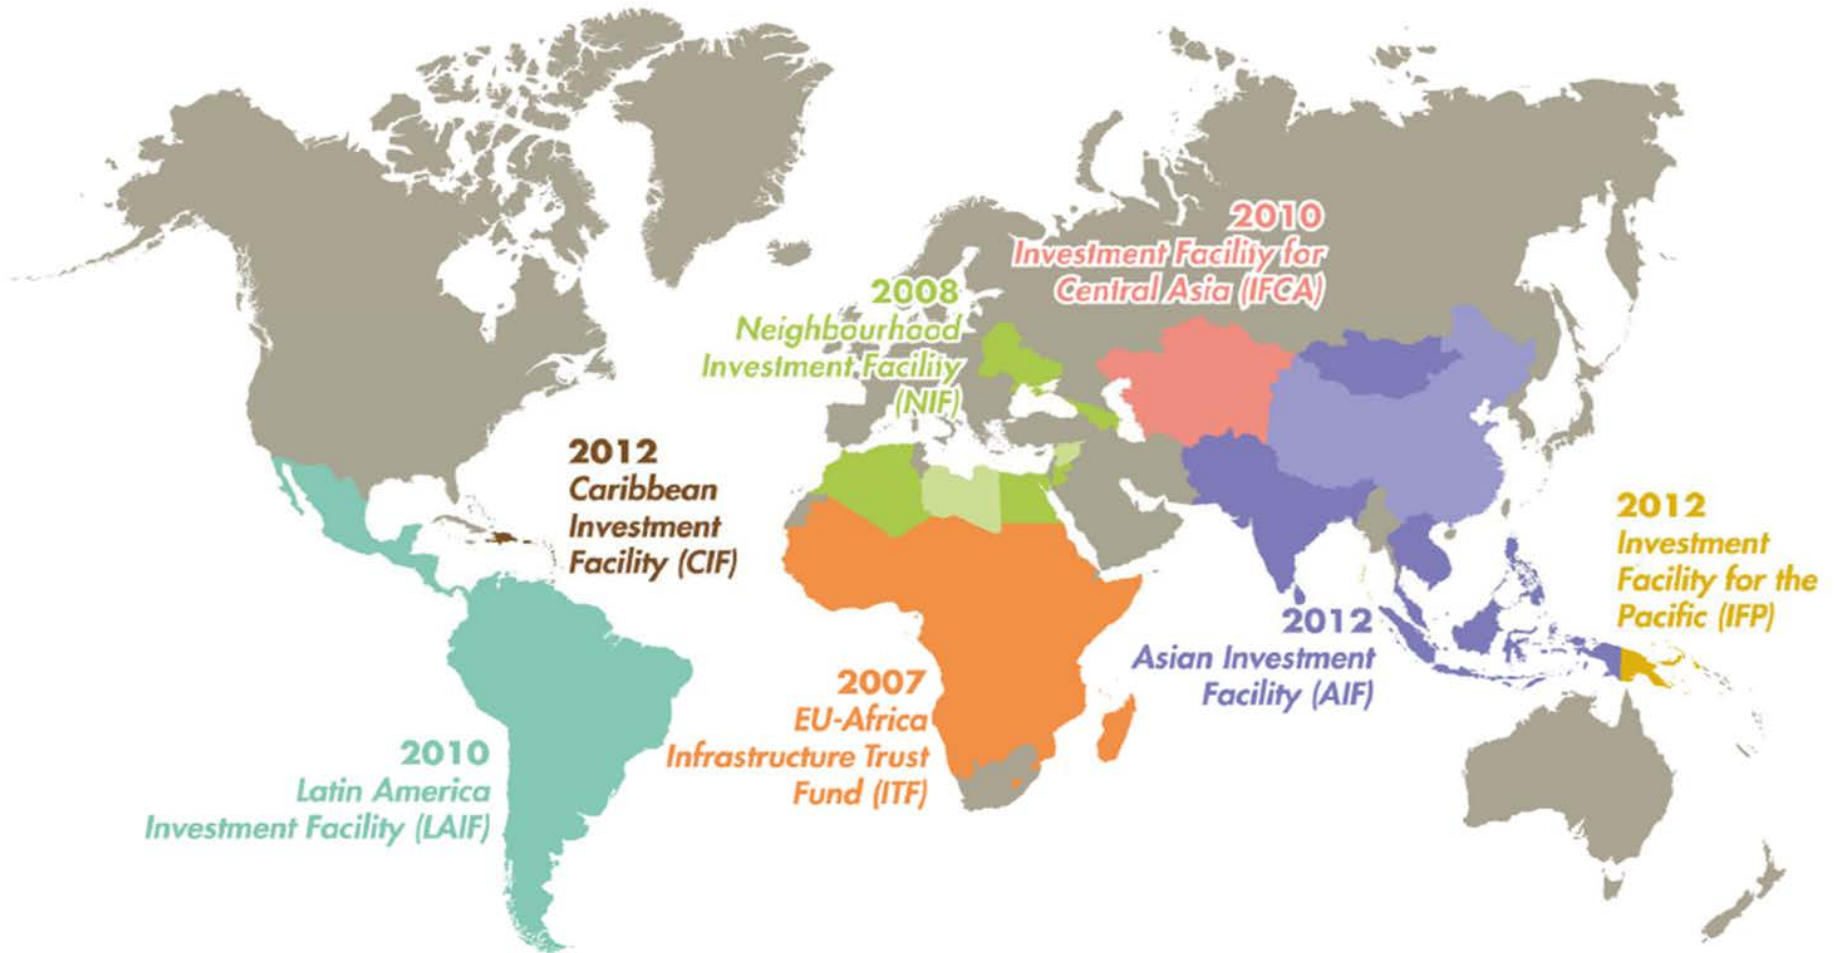 2010
Investment Facility for
Central Asia (IFCA)
2008
Neighbourhood
Investment Facility
(NIF)
2012
Caribbean
Investment
Facility (CIF)
2012
Investment
Facility for the
Pacific (IFP)
2012
Asian Investment
Facility (AIF)
2007
EU-Africa
Infrastructure Trust
Fund (ITF)
2010
Latin America
Investment Facility (LAIF)